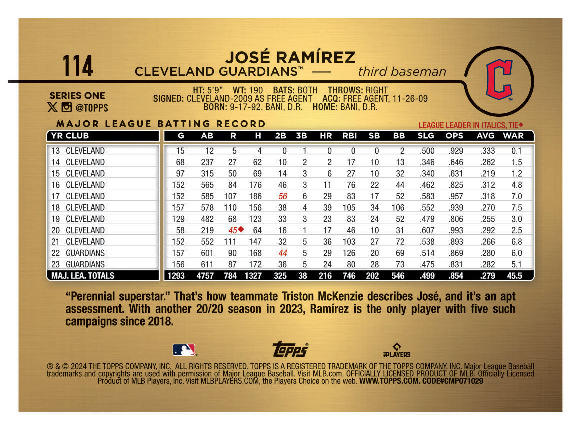 114
JOSÉ RAMÍREZ
CLEVELAND GUARDIANS™ — third baseman
SERIES ONE
@TOPPS
HT: 5'9" WT: 190 BATS: BOTH THROWS: RIGHT
SIGNED: CLEVELAND-2009 AS FREE AGENT ACQ: FREE AGENT, 11-26-09
BORN: 9-17-92, BANI, D.R. HOME: BANI, D.R.
C
MAJOR LEAGUE BATTING RECORD LEAGUE LEADER IN ITALICS, TIE◆
YR CLUB G AB R H 2B 3B HR RBI SB BB SLG OPS AVG WAR
13 CLEVELAND 15 12 5 4 0 1 0 0 0 2 .500 .929 .333 0.1
14 CLEVELAND 68 237 27 62 10 2 2 17 10 13 .346 .646 .262 1.5
15 CLEVELAND 97 315 50 69 14 3 6 27 10 32 .340 .631 .219 1.2
16 CLEVELAND 152 565 84 176 46 3 11 76 22 44 .462 .825 .312 4.8
17 CLEVELAND 152 585 107 186 56 6 29 83 17 52 .583 .957 .318 7.0
18 CLEVELAND 157 578 110 156 38 4 39 105 34 106 .552 .939 .270 7.5
19 CLEVELAND 129 482 68 123 33 3 23 83 24 52 .479 .806 .255 3.0
20 CLEVELAND 58 219 45◆ 64 16 1 17 46 10 31 .607 .993 .292 2.5
21 CLEVELAND 152 552 111 147 32 5 36 103 27 72 .538 .893 .266 6.8
22 GUARDIANS 157 601 90 168 44 5 29 126 20 69 .514 .869 .280 6.0
23 GUARDIANS 156 611 87 172 36 5 24 80 28 73 .475 .831 .282 5.1
MAJ. LEA. TOTALS 1293 4757 784 1327 325 38 216 746 202 546 .499 .854 .279 45.5
"Perennial superstar." That's how teammate Triston McKenzie describes José, and it's an apt
assessment. With another 20/20 season in 2023, Ramírez is the only player with five such
campaigns since 2018.
Topps
PLAYERS
® & © 2024 THE TOPPS COMPANY, INC. ALL RIGHTS RESERVED. TOPPS IS A REGISTERED TRADEMARK OF THE TOPPS COMPANY, INC. Major League Baseball
trademarks and copyrights are used with permission of Major League Baseball. Visit MLB.com. OFFICIALLY LICENSED PRODUCT OF MLB. Officially Licensed
Product of MLB Players, Inc. Visit MLBPLAYERS.COM, the Players Choice on the web. WWW.TOPPS.COM. CODE#CMP071029